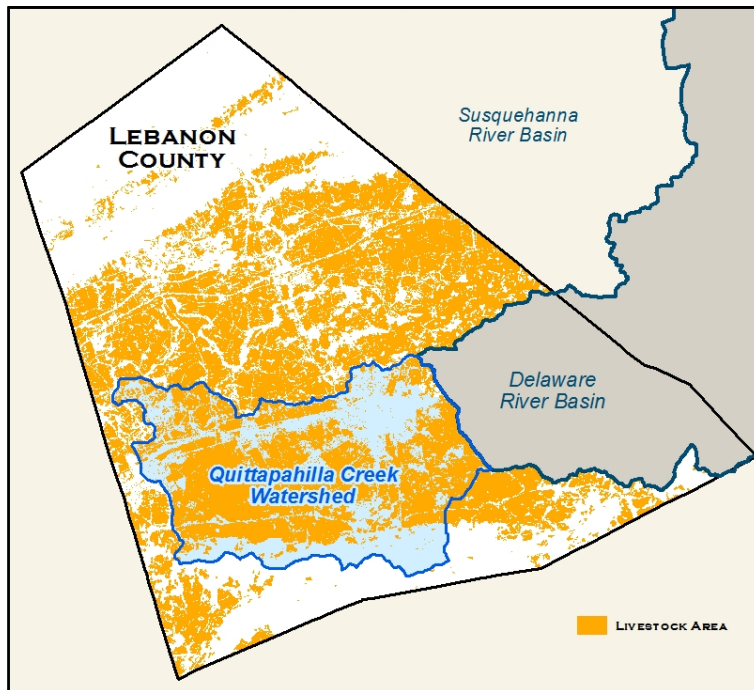 Susquehanna
River Basin
LEBANON
COUNTY
Delaware
River Basin
Quittapahilla Creek
Watershed
LIVESTOCK AREA